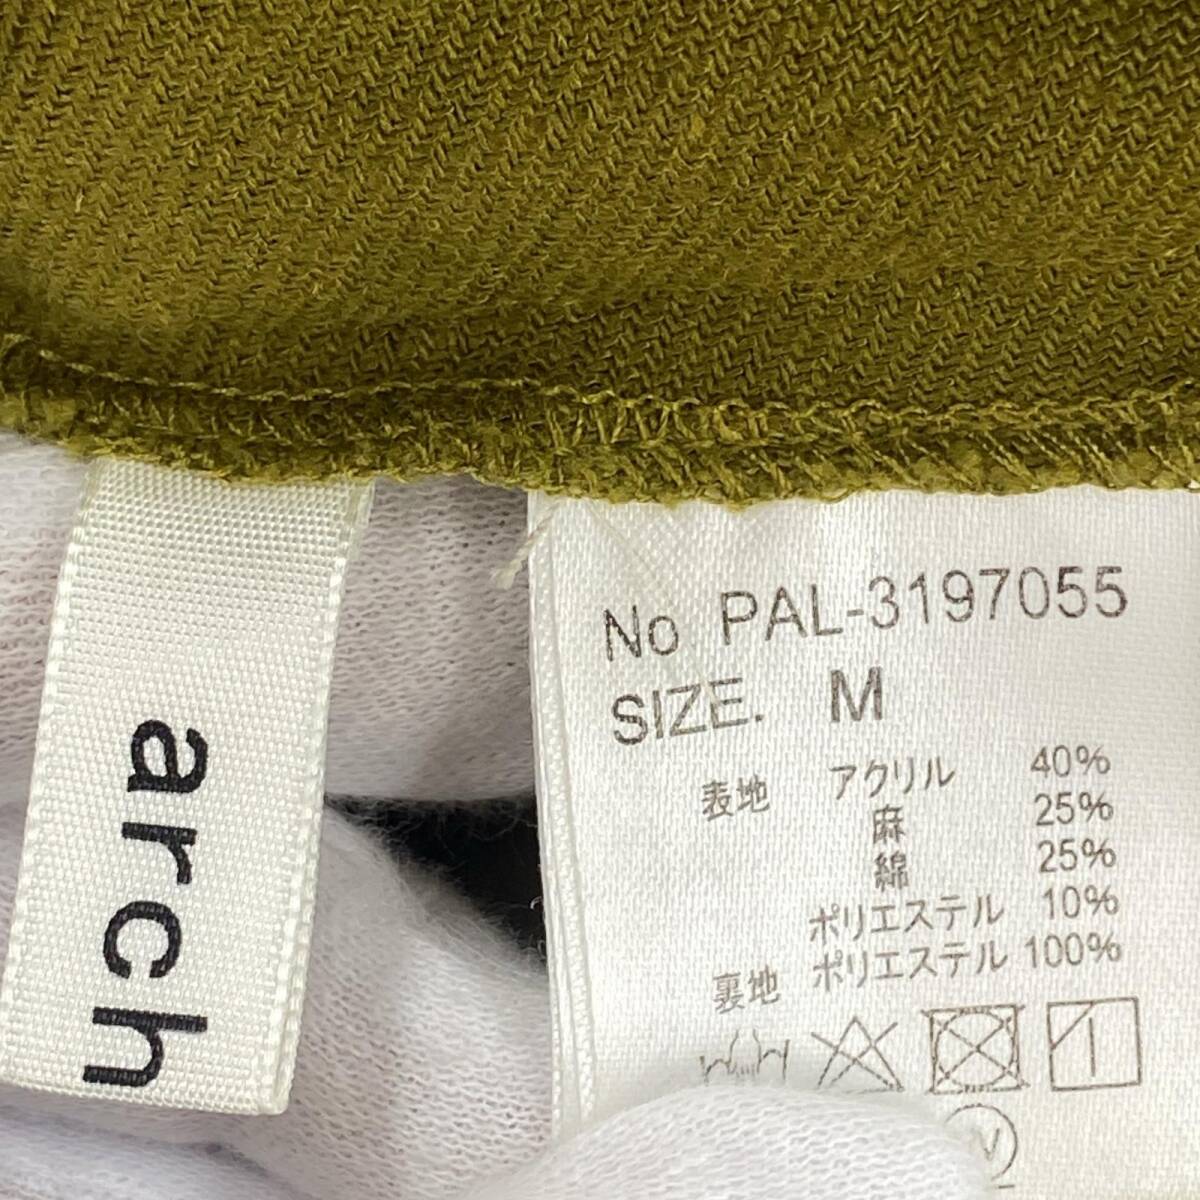 arch
No PAL-3197055
SIZE. M
表地 アクリル 40%
麻 25%
綿 25%
ポリエステル 10%
裏地 ポリエステル 100%